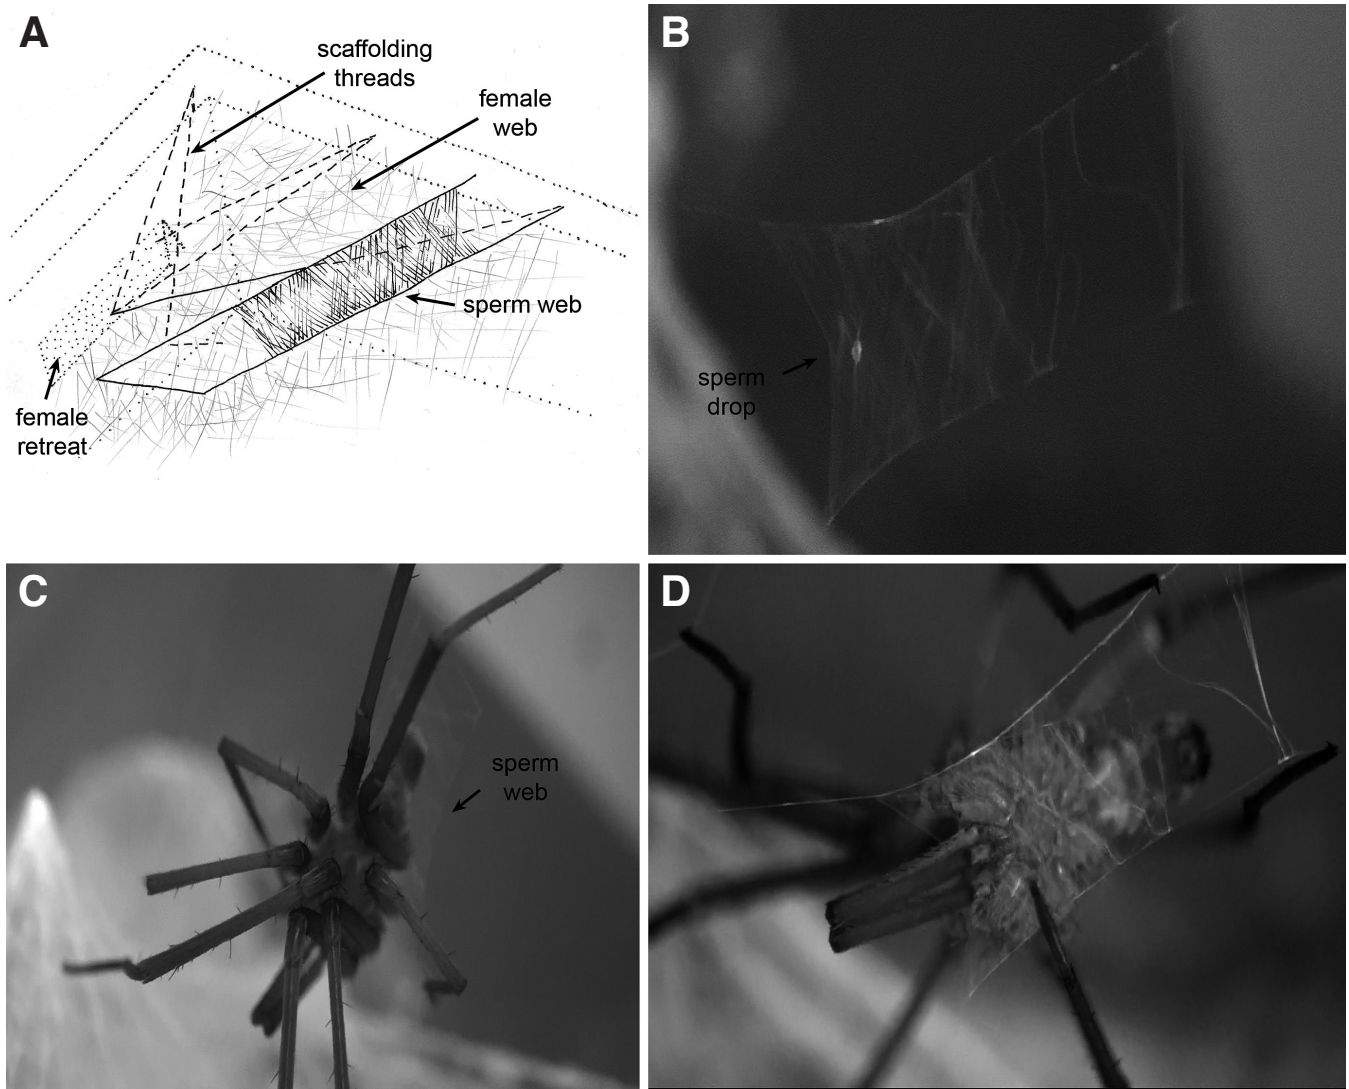 A
scaffolding
threads
female
web
sperm web
female
retreat
B
sperm
drop
C
sperm
web
D